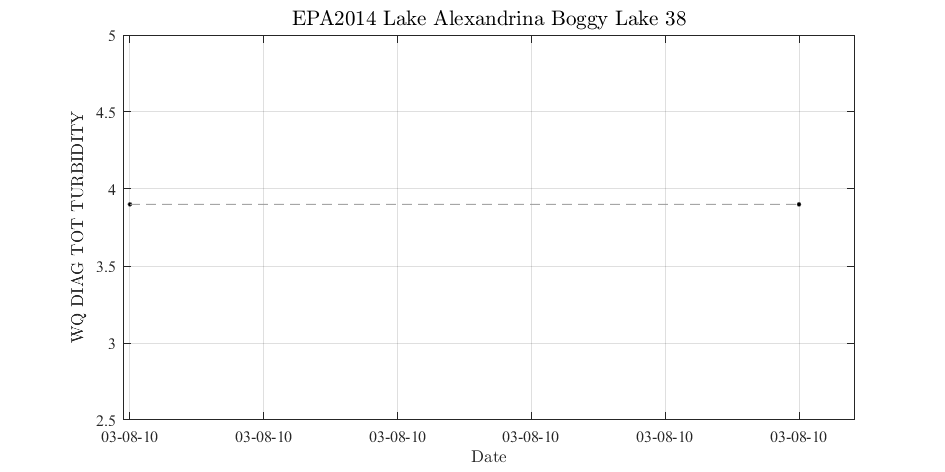 EPA2014 Lake Alexandrina Boggy Lake 38
WQ DIAG TOT TURBIDITY
5
4.5
4
3.5
3
2.5
03-08-10 03-08-10 03-08-10 03-08-10 03-08-10 03-08-10
Date